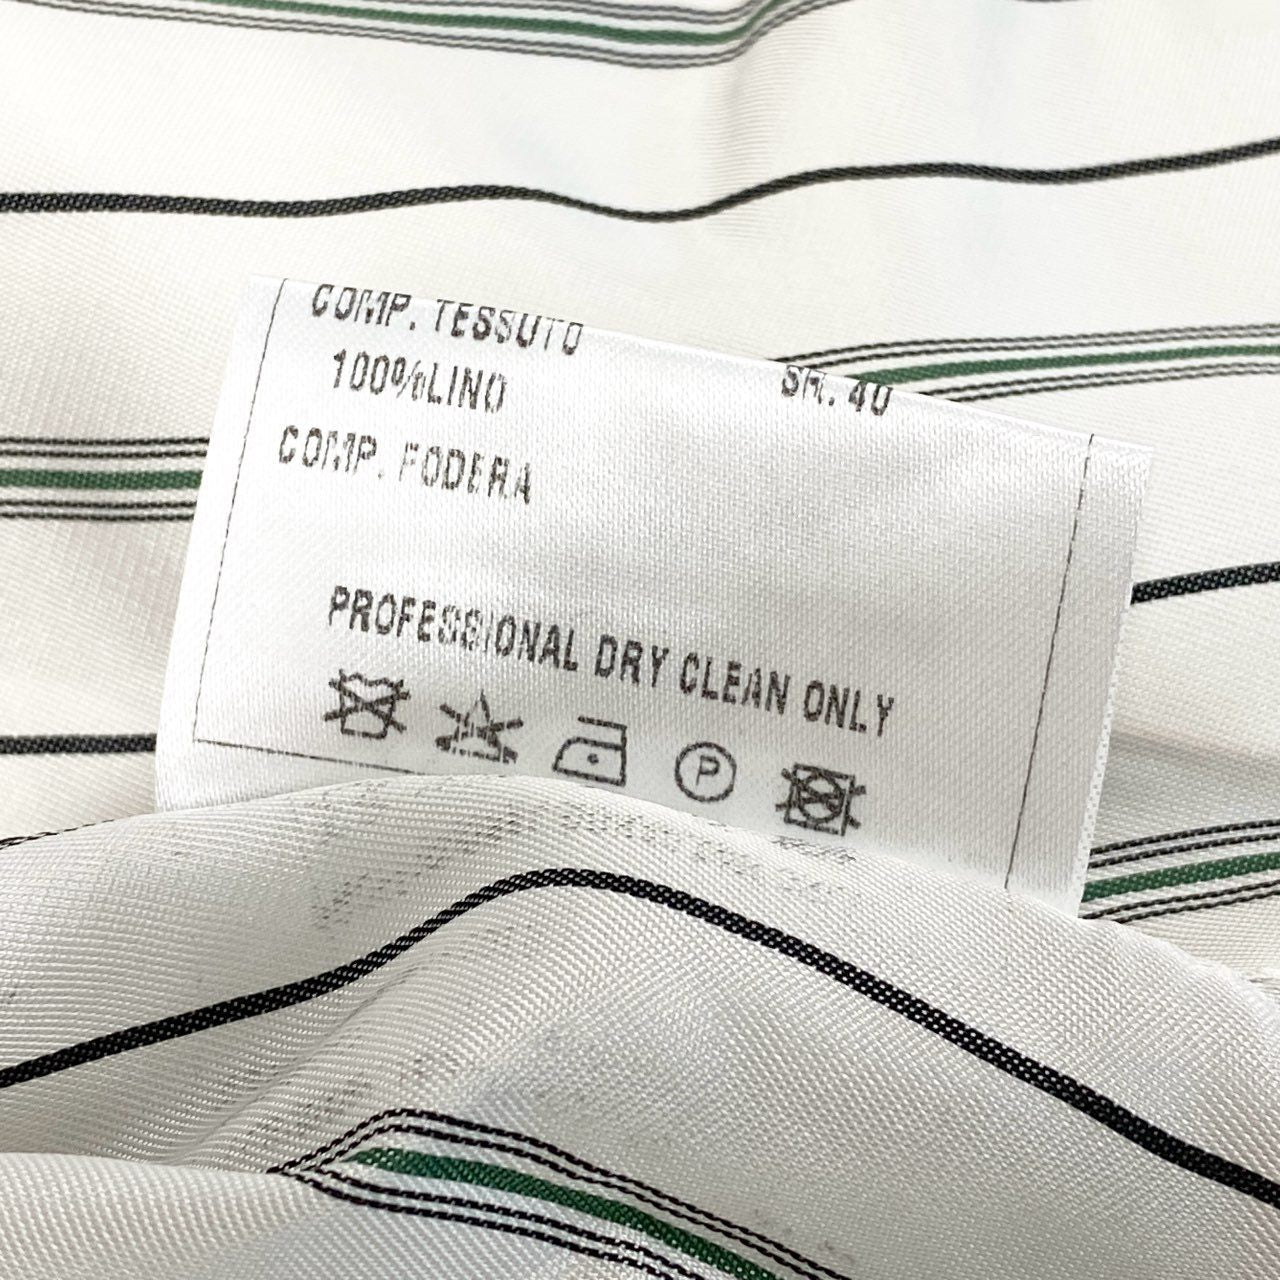 COMP. TESSUTO
100%LINO
SR. 40
COMP. FODERA
PROFESSIONAL DRY CLEAN ONLY
P